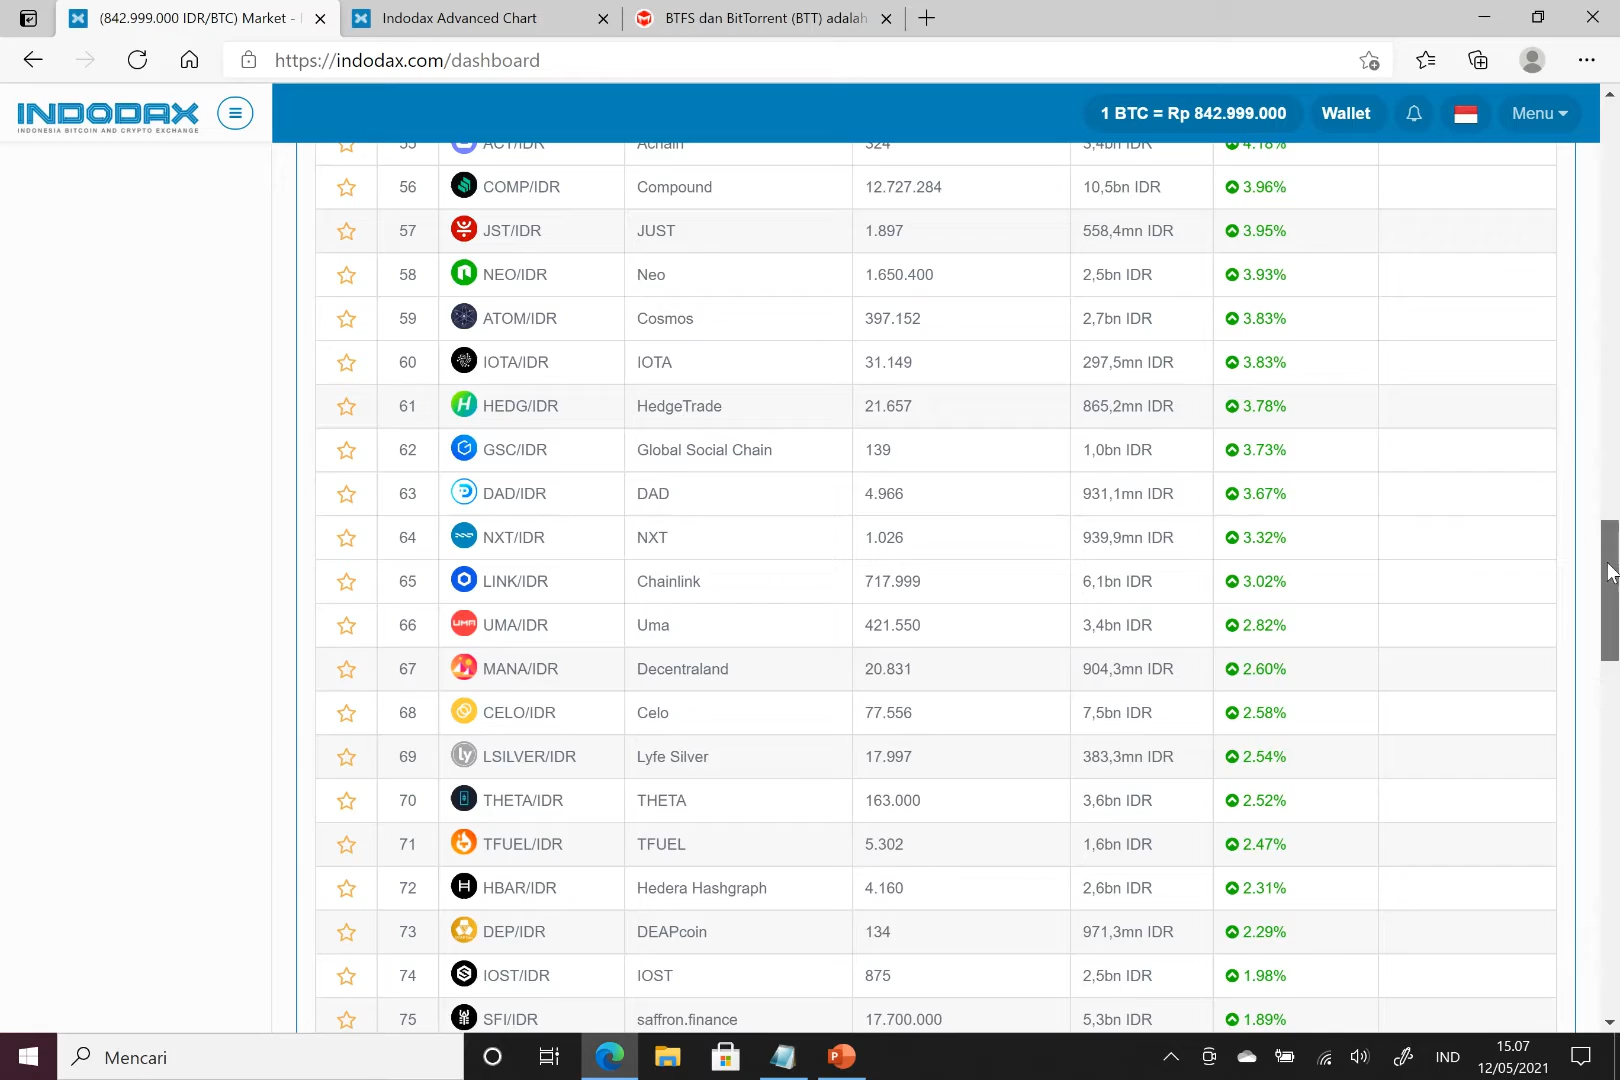 (842.999.000 IDR/BTC) Market -
Indodax Advanced Chart
BTFS dan BitTorrent (BTT) adalah
https://indodax.com/dashboard
INDODAX
INDONESIA BITCOIN AND CRYPTO EXCHANGE
1 BTC = Rp 842.999.000
Wallet
Menu
55 ACT/IDR Achain 324 3,4bn IDR 4.18%
56 COMP/IDR Compound 12.727.284 10,5bn IDR 3.96%
57 JST/IDR JUST 1.897 558,4mn IDR 3.95%
58 NEO/IDR Neo 1.650.400 2,5bn IDR 3.93%
59 ATOM/IDR Cosmos 397.152 2,7bn IDR 3.83%
60 IOTA/IDR IOTA 31.149 297,5mn IDR 3.83%
61 HEDG/IDR HedgeTrade 21.657 865,2mn IDR 3.78%
62 GSC/IDR Global Social Chain 139 1,0bn IDR 3.73%
63 DAD/IDR DAD 4.966 931,1mn IDR 3.67%
64 NXT/IDR NXT 1.026 939,9mn IDR 3.32%
65 LINK/IDR Chainlink 717.999 6,1bn IDR 3.02%
66 UMA/IDR Uma 421.550 3,4bn IDR 2.82%
67 MANA/IDR Decentraland 20.831 904,3mn IDR 2.60%
68 CELO/IDR Celo 77.556 7,5bn IDR 2.58%
69 LSILVER/IDR Lyfe Silver 17.997 383,3mn IDR 2.54%
70 THETA/IDR THETA 163.000 3,6bn IDR 2.52%
71 TFUEL/IDR TFUEL 5.302 1,6bn IDR 2.47%
72 HBAR/IDR Hedera Hashgraph 4.160 2,6bn IDR 2.31%
73 DEP/IDR DEAPcoin 134 971,3mn IDR 2.29%
74 IOST/IDR IOST 875 2,5bn IDR 1.98%
75 SFI/IDR saffron.finance 17.700.000 5,3bn IDR 1.89%
Mencari
IND
15.07
12/05/2021